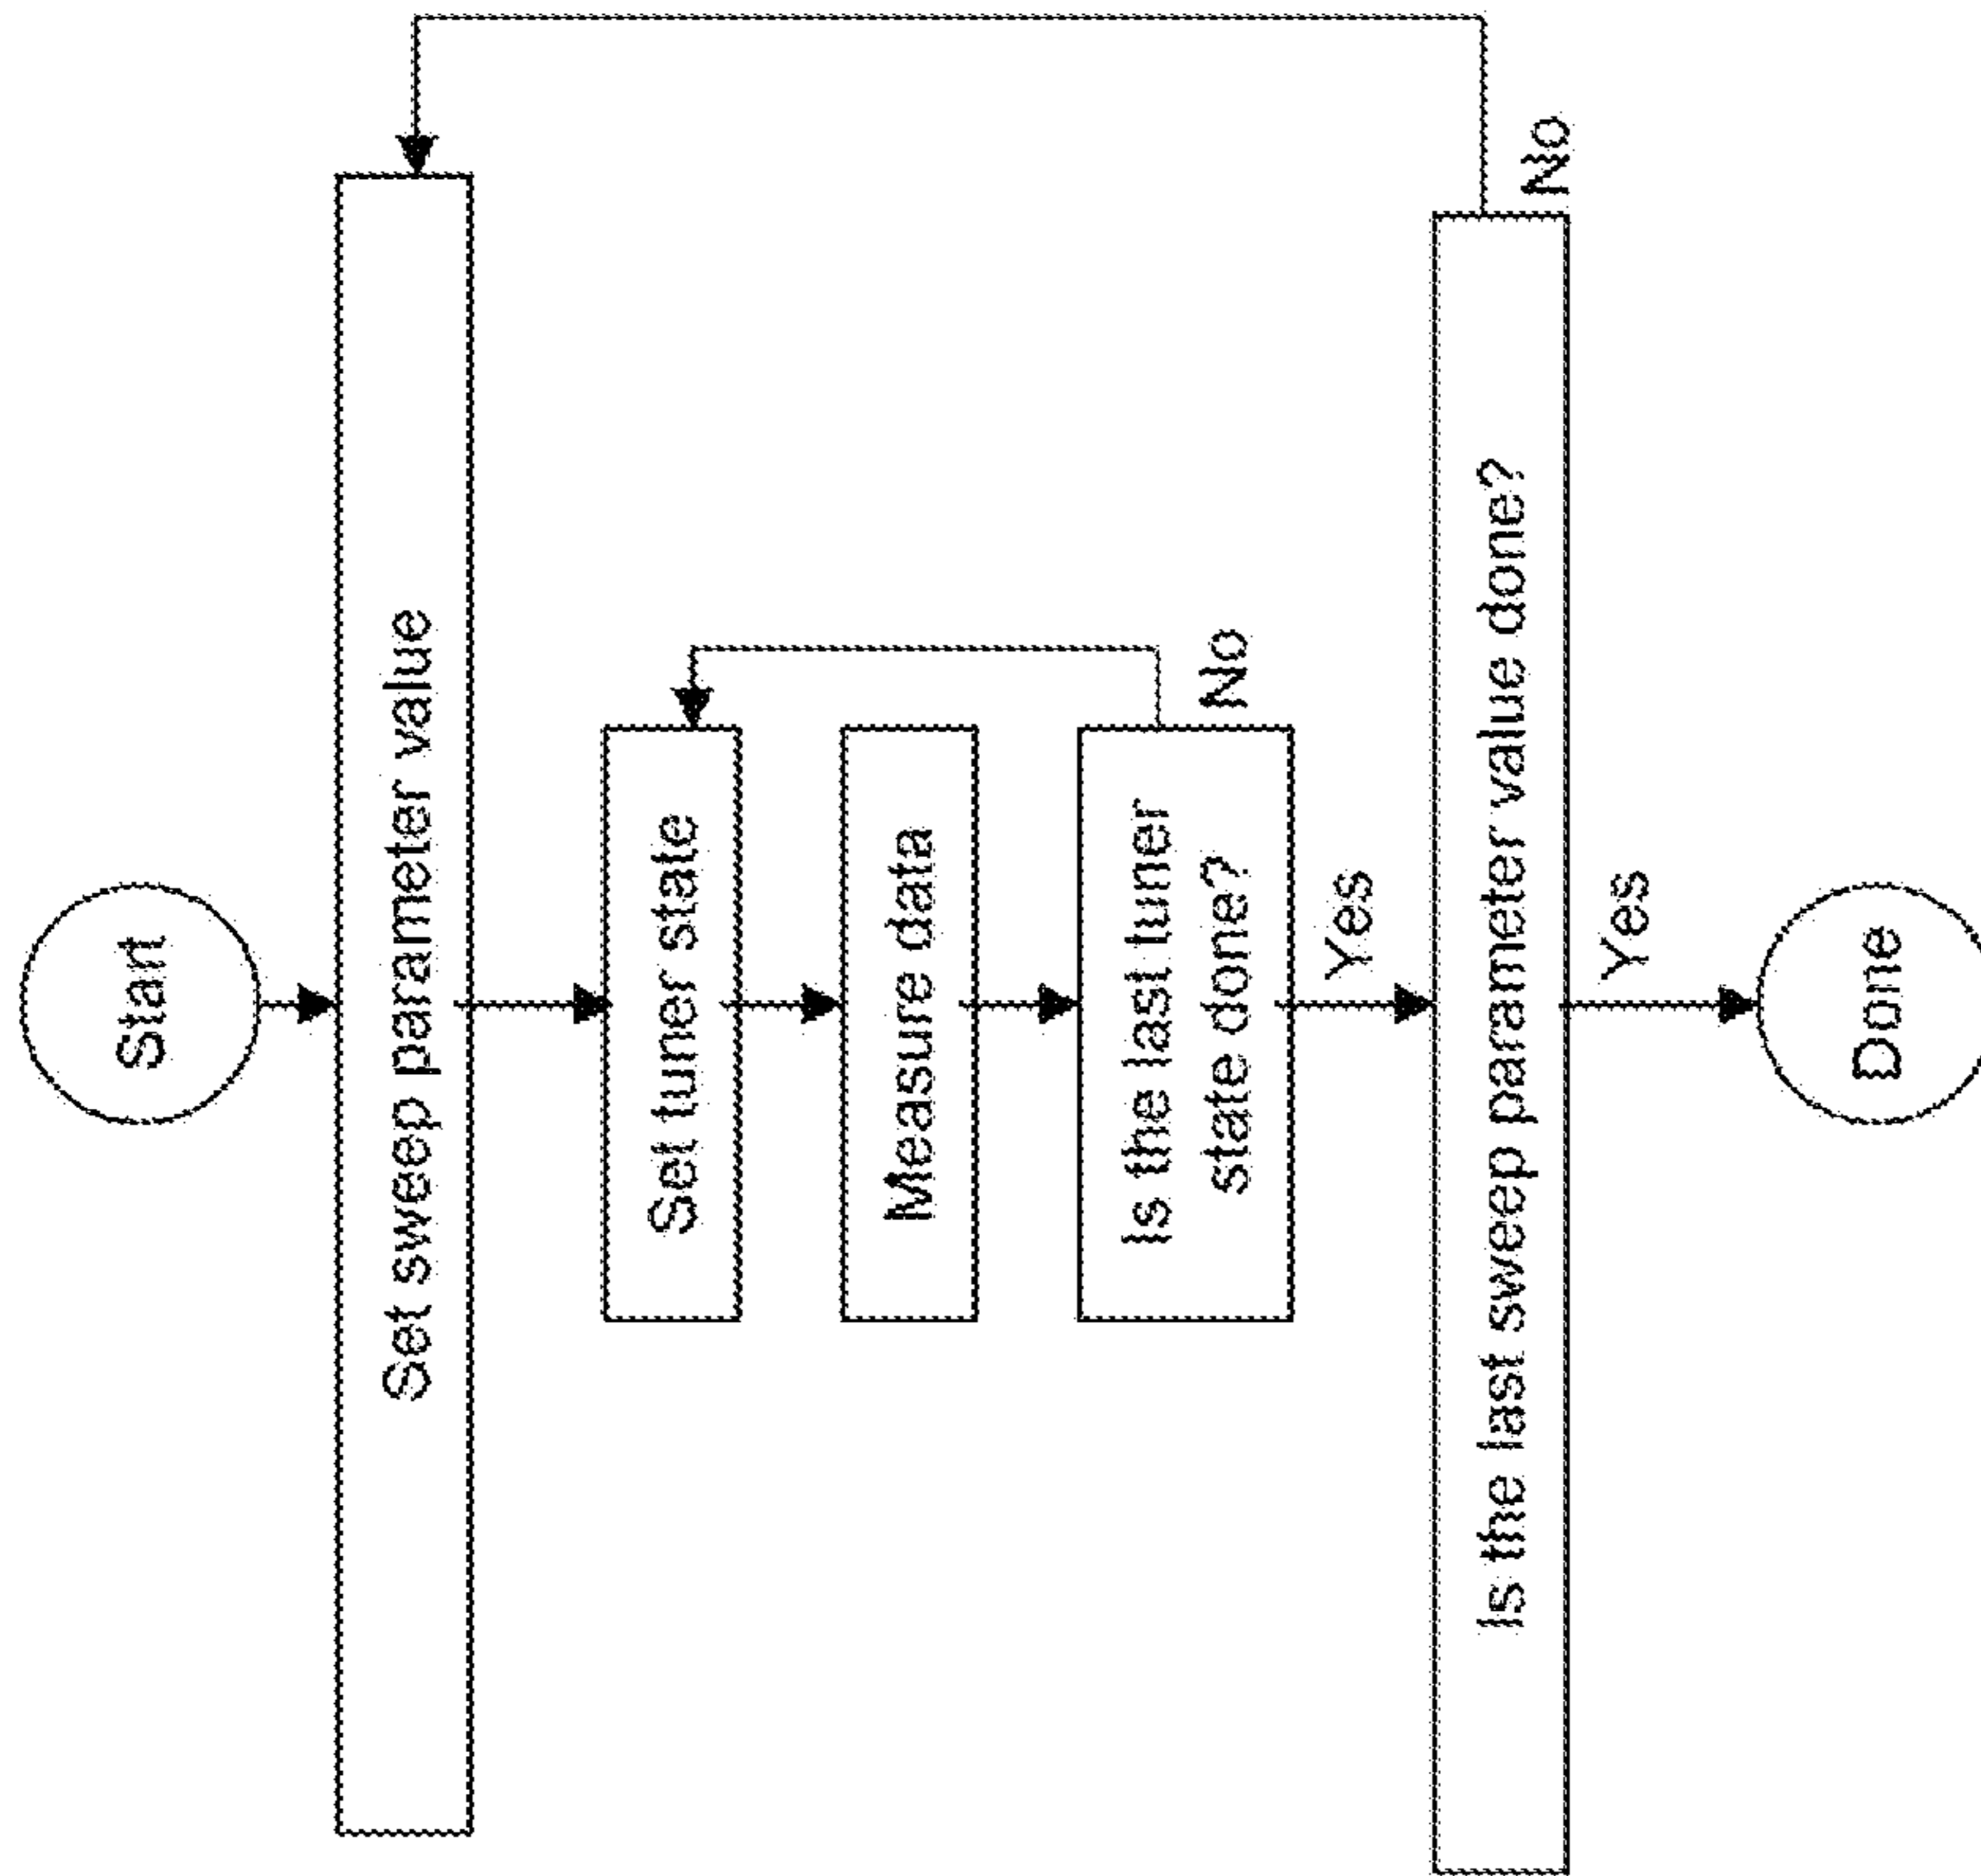 Start
Set sweep parameter value
Set tuner state
Measure data
Is the last tuner
state done?
No
Yes
Is the last sweep parameter value done?
No
Yes
Done